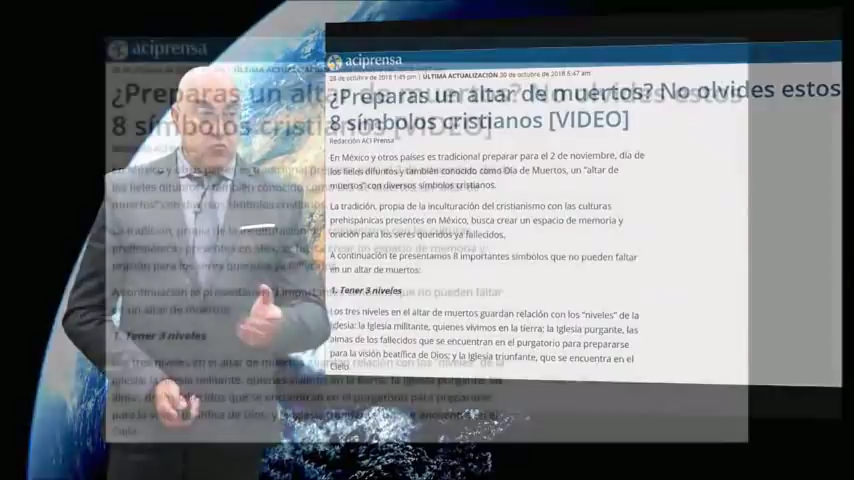 aciprensa
28 de octubre de 2018 1:45 pm | ÚLTIMA ACTUALIZACIÓN 30 de octubre de 2018 6:47 am
¿Preparas un altar de muertos? No olvides estos
8 símbolos cristianos [VIDEO]
Redacción ACI Prensa
En México y otros países es tradicional preparar para el 2 de noviembre, día de
los fieles difuntos y también conocido como Día de Muertos, un "altar de
muertos" con diversos símbolos cristianos.
La tradición, propia de la inculturación del cristianismo con las culturas
prehispánicas presentes en México, busca crear un espacio de memoria y
oración para los seres queridos ya fallecidos.
A continuación te presentamos 8 importantes símbolos que no pueden faltar
en un altar de muertos:
1. Tener 3 niveles
Los tres niveles en el altar de muertos guardan relación con los "niveles" de la
Iglesia: la Iglesia militante, quienes vivimos en la tierra; la Iglesia purgante, las
almas de los fallecidos que se encuentran en el purgatorio para prepararse
para la visión beatífica de Dios; y la Iglesia triunfante, que se encuentra en el
Cielo.